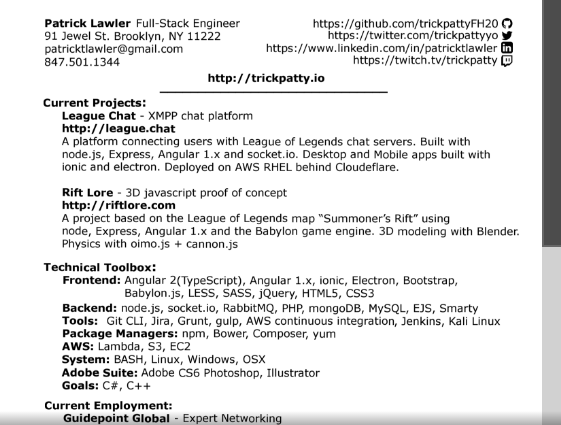 Patrick Lawler Full-Stack Engineer
91 Jewel St. Brooklyn, NY 11222
patricktlawler@gmail.com
847.501.1344
https://github.com/trickpattyFH20
https://twitter.com/trickpattyyo
https://www.linkedin.com/in/patricktlawler
https://twitch.tv/trickpatty
http://trickpatty.io
Current Projects:
League Chat - XMPP chat platform
http://league.chat
A platform connecting users with League of Legends chat servers. Built with
node.js, Express, Angular 1.x and socket.io. Desktop and Mobile apps built with
ionic and electron. Deployed on AWS RHEL behind Cloudeflare.
Rift Lore - 3D javascript proof of concept
http://riftlore.com
A project based on the League of Legends map “Summoner’s Rift” using
node, Express, Angular 1.x and the Babylon game engine. 3D modeling with Blender.
Physics with oimo.js + cannon.js
Technical Toolbox:
Frontend: Angular 2(TypeScript), Angular 1.x, ionic, Electron, Bootstrap,
Babylon.js, LESS, SASS, jQuery, HTML5, CSS3
Backend: node.js, socket.io, RabbitMQ, PHP, mongoDB, MySQL, EJS, Smarty
Tools: Git CLI, Jira, Grunt, gulp, AWS continuous integration, Jenkins, Kali Linux
Package Managers: npm, Bower, Composer, yum
AWS: Lambda, S3, EC2
System: BASH, Linux, Windows, OSX
Adobe Suite: Adobe CS6 Photoshop, Illustrator
Goals: C#, C++
Current Employment:
Guidepoint Global - Expert Networking